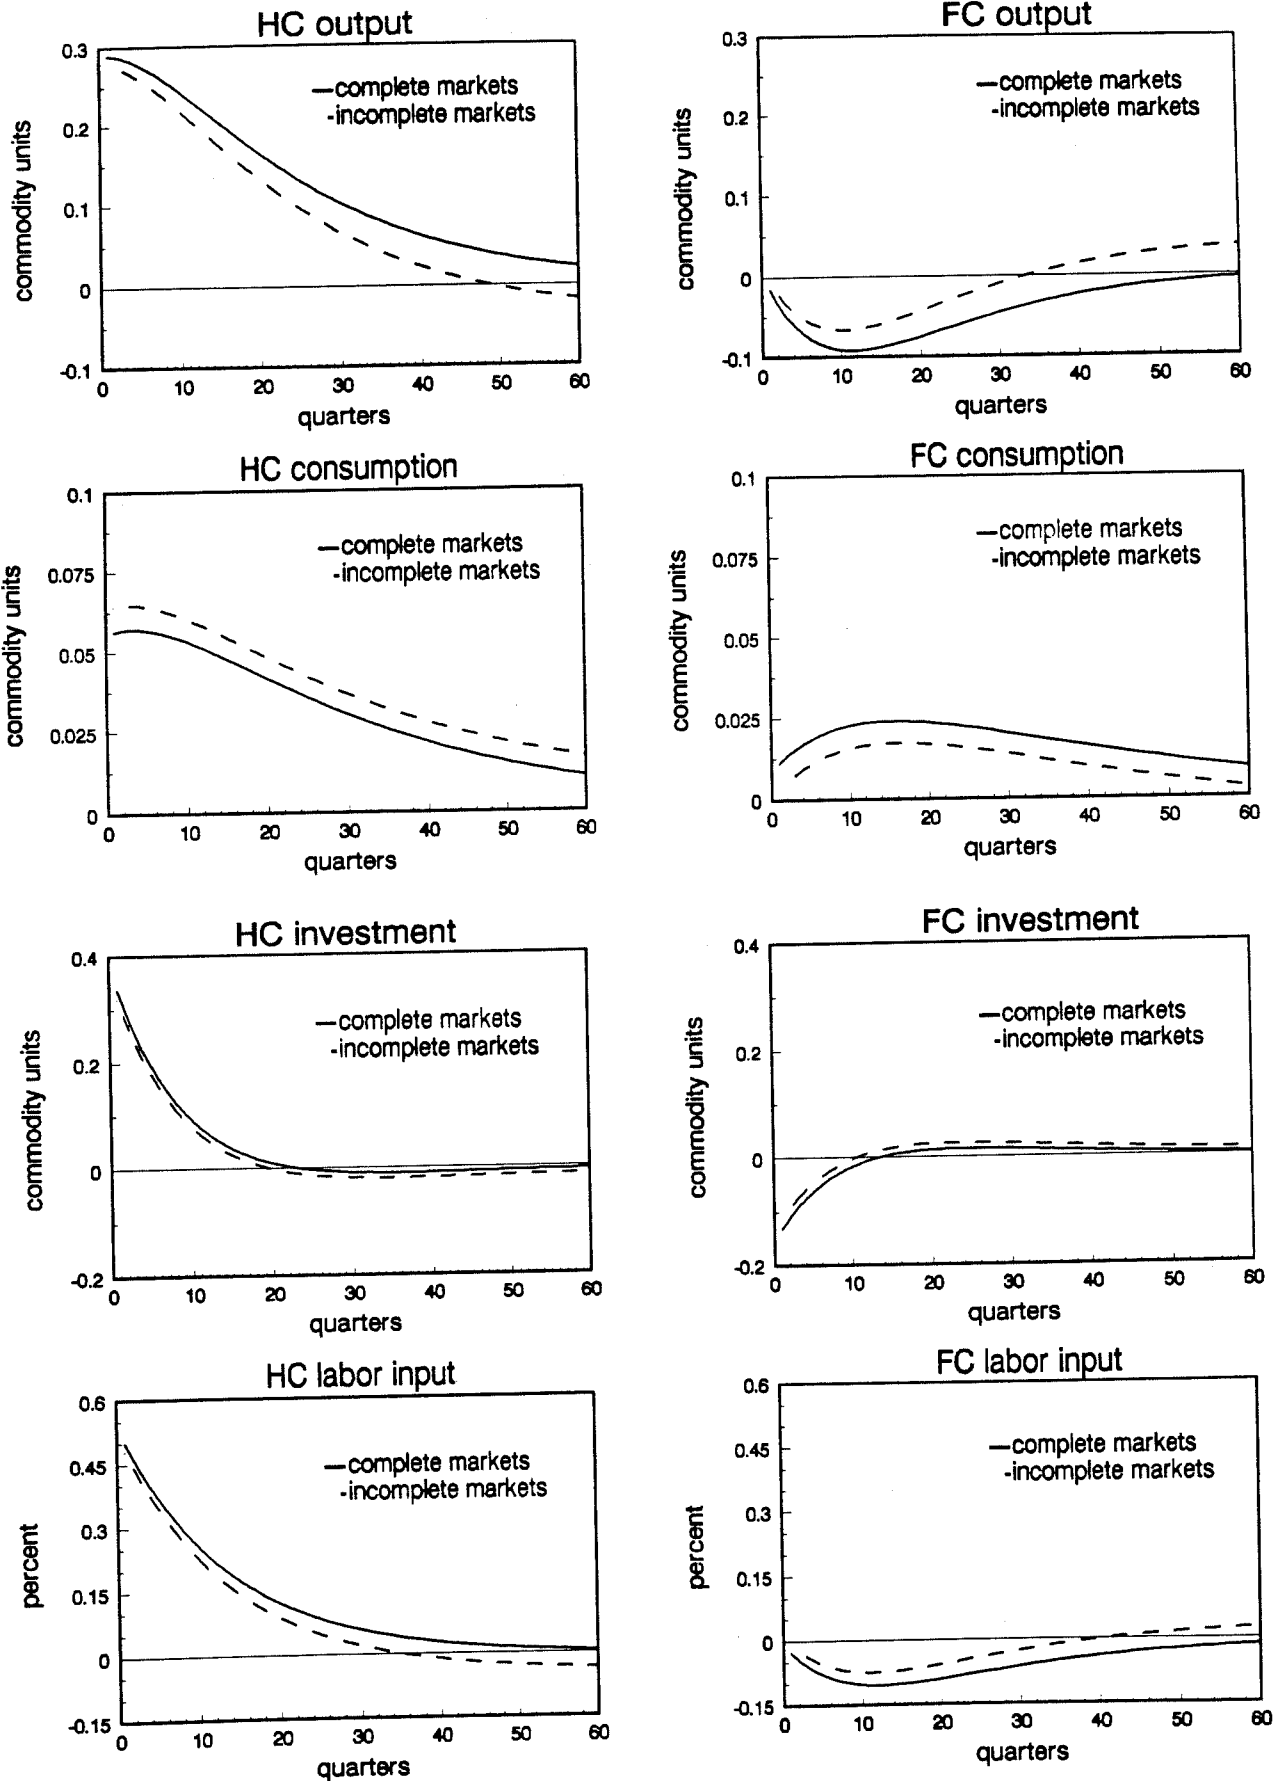 HC output
0.3
0.2
0.1
0
-0.1
commodity units
complete markets
incomplete markets
0 10 20 30 40 50 60
quarters
FC output
0.3
0.2
0.1
0
-0.1
commodity units
complete markets
incomplete markets
0 10 20 30 40 50 60
quarters
HC consumption
0.1
0.075
0.05
0.025
0
commodity units
complete markets
incomplete markets
0 10 20 30 40 50 60
quarters
FC consumption
0.1
0.075
0.05
0.025
0
commodity units
complete markets
incomplete markets
0 10 20 30 40 50 60
quarters
HC investment
0.4
0.2
0
-0.2
commodity units
complete markets
incomplete markets
0 10 20 30 40 50 60
quarters
FC investment
0.4
0.2
0
-0.2
commodity units
complete markets
incomplete markets
0 10 20 30 40 50 60
quarters
HC labor input
0.6
0.45
0.3
0.15
0
-0.15
percent
complete markets
incomplete markets
0 10 20 30 40 50 60
quarters
FC labor input
0.6
0.45
0.3
0.15
0
-0.15
percent
complete markets
incomplete markets
0 10 20 30 40 50 60
quarters